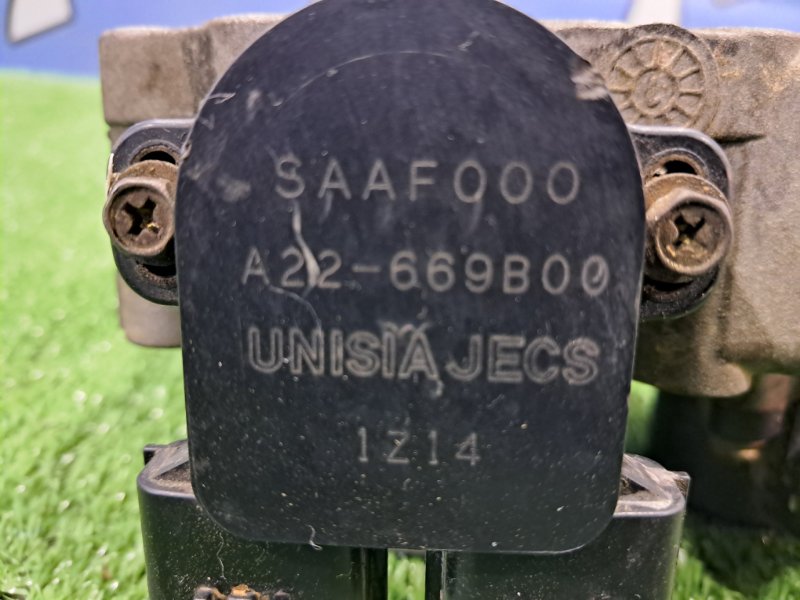 SAAF000
A22-669B00
UNISIA JECS
1Z14